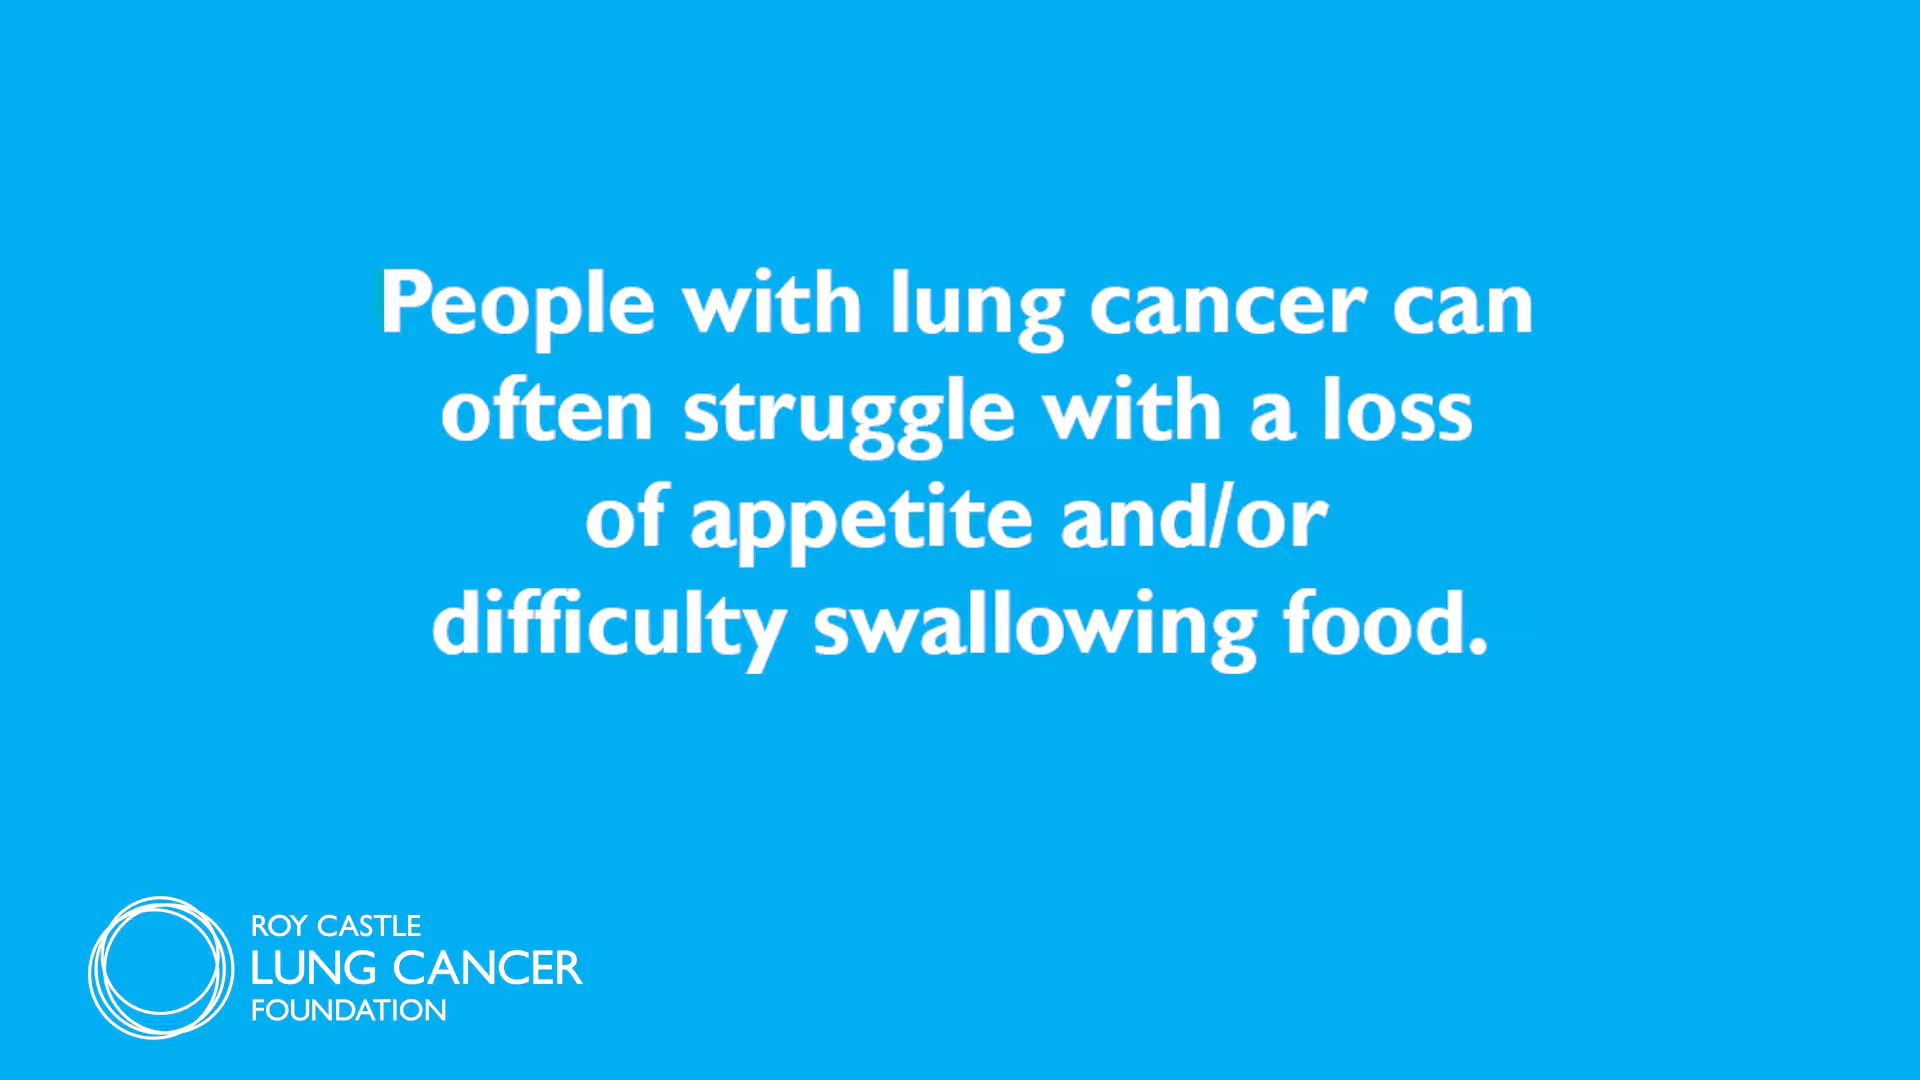 People with lung cancer can
often struggle with a loss
of appetite and/or
difficulty swallowing food.
ROY CASTLE
LUNG CANCER
FOUNDATION